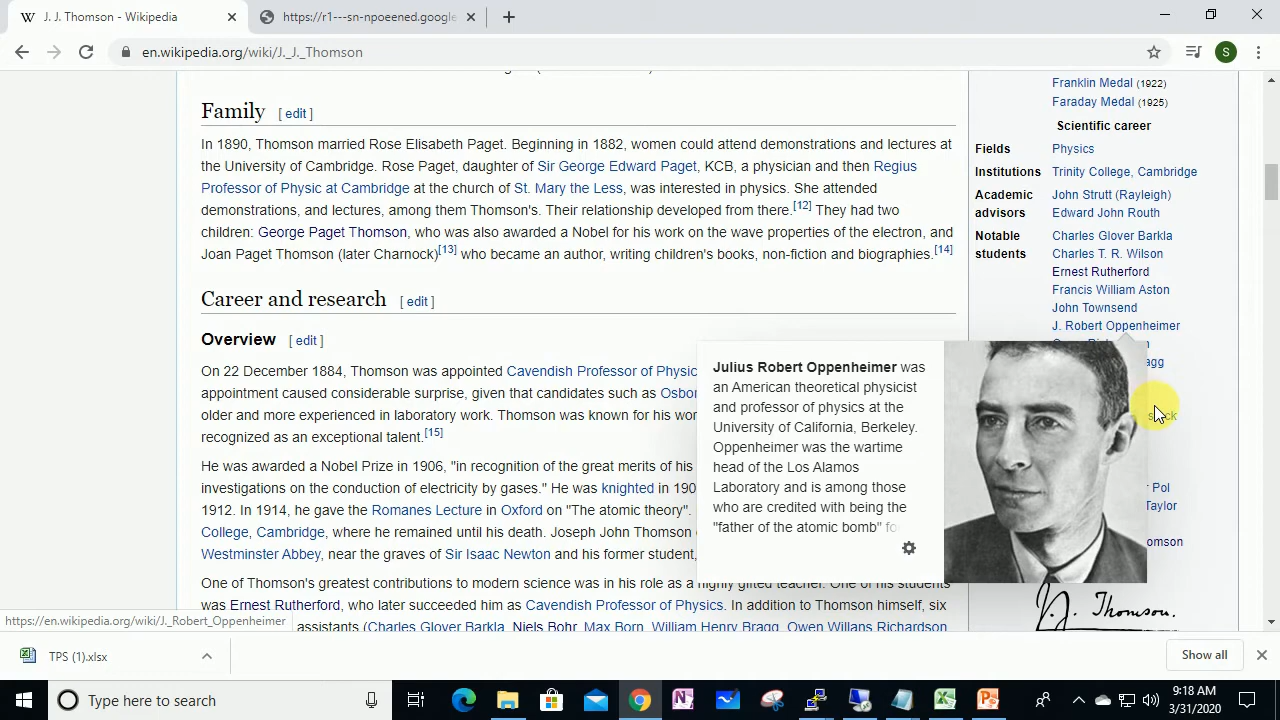 J. J. Thomson - Wikipedia
https://r1---sn-npoeened.google
en.wikipedia.org/wiki/J._J._Thomson
S
Family [ edit ]
In 1890, Thomson married Rose Elisabeth Paget. Beginning in 1882, women could attend demonstrations and lectures at
the University of Cambridge. Rose Paget, daughter of Sir George Edward Paget, KCB, a physician and then Regius
Professor of Physic at Cambridge at the church of St. Mary the Less, was interested in physics. She attended
demonstrations, and lectures, among them Thomson's. Their relationship developed from there.[12] They had two
children: George Paget Thomson, who was also awarded a Nobel for his work on the wave properties of the electron, and
Joan Paget Thomson (later Charnock)[13] who became an author, writing children's books, non-fiction and biographies.[14]
Career and research [ edit ]
Overview [ edit ]
On 22 December 1884, Thomson was appointed Cavendish Professor of Physic
appointment caused considerable surprise, given that candidates such as Osbor
older and more experienced in laboratory work. Thomson was known for his wor
recognized as an exceptional talent.[15]
He was awarded a Nobel Prize in 1906, "in recognition of the great merits of his
investigations on the conduction of electricity by gases." He was knighted in 190
1912. In 1914, he gave the Romanes Lecture in Oxford on "The atomic theory".
College, Cambridge, where he remained until his death. Joseph John Thomson
Westminster Abbey, near the graves of Sir Isaac Newton and his former student,
One of Thomson's greatest contributions to modern science was in his role as a highly gifted teacher. One of his students
was Ernest Rutherford, who later succeeded him as Cavendish Professor of Physics. In addition to Thomson himself, six
assistants (Charles Glover Barkla, Niels Bohr, Max Born, William Henry Bragg, Owen Willans Richardson
Franklin Medal (1922)
Faraday Medal (1925)
Scientific career
Fields Physics
Institutions Trinity College, Cambridge
Academic John Strutt (Rayleigh)
advisors Edward John Routh
Notable Charles Glover Barkla
students Charles T. R. Wilson
Ernest Rutherford
Francis William Aston
John Townsend
J. Robert Oppenheimer
agg
Pol
Taylor
omson
J.J. Thomson.
Julius Robert Oppenheimer was
an American theoretical physicist
and professor of physics at the
University of California, Berkeley.
Oppenheimer was the wartime
head of the Los Alamos
Laboratory and is among those
who are credited with being the
"father of the atomic bomb" fo
https://en.wikipedia.org/wiki/J._Robert_Oppenheimer
TPS (1).xlsx
Show all
Type here to search
9:18 AM
3/31/2020